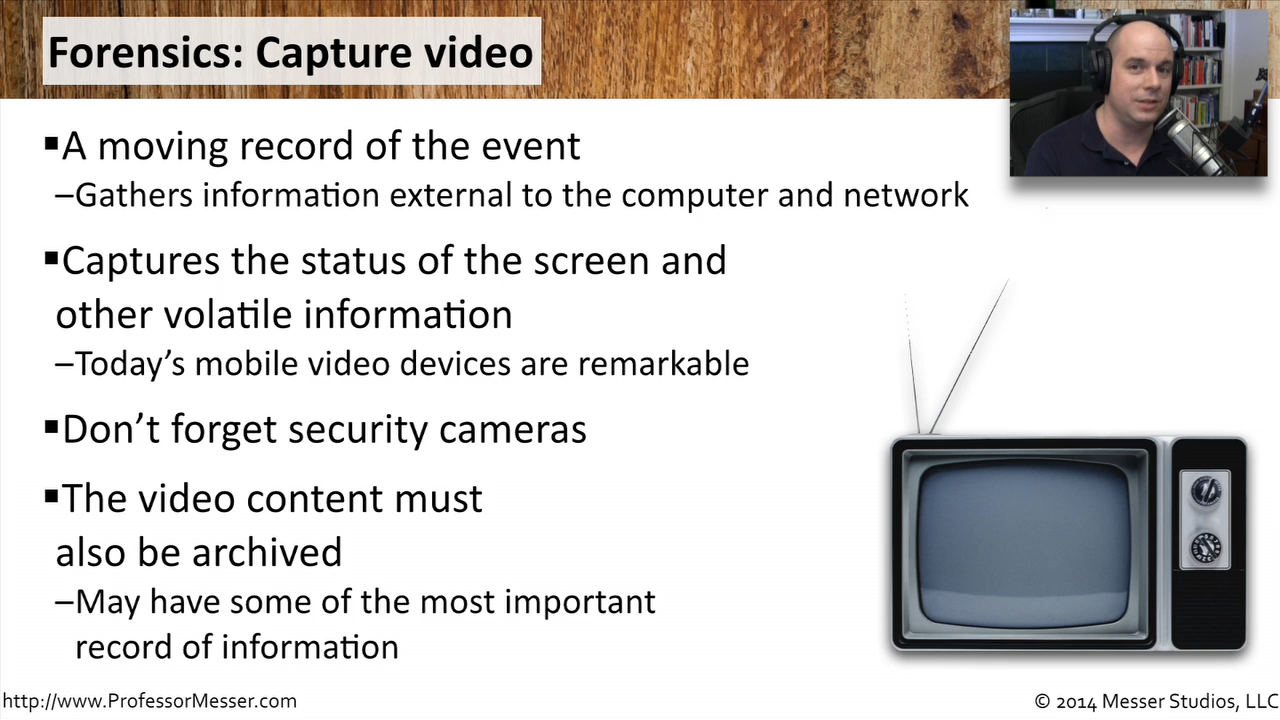 Forensics: Capture video
▪A moving record of the event
–Gathers information external to the computer and network
▪Captures the status of the screen and
other volatile information
–Today’s mobile video devices are remarkable
▪Don’t forget security cameras
▪The video content must
also be archived
–May have some of the most important
record of information
http://www.ProfessorMesser.com
© 2014 Messer Studios, LLC